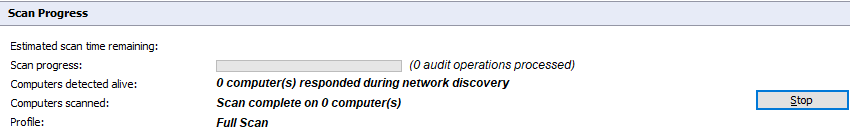 Scan Progress
Estimated scan time remaining:
Scan progress: (0 audit operations processed)
Computers detected alive: 0 computer(s) responded during network discovery
Computers scanned: Scan complete on 0 computer(s)
Stop
Profile: Full Scan